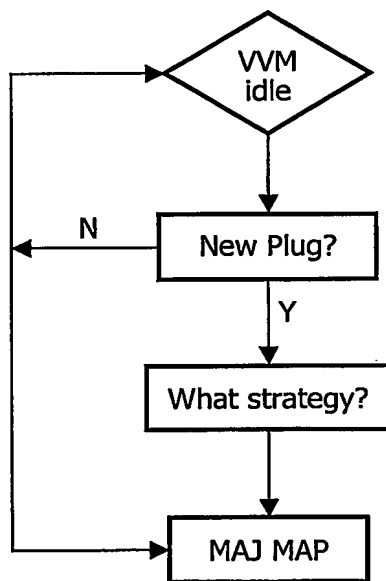 VVM
idle
N
New Plug?
Y
What strategy?
MAJ MAP